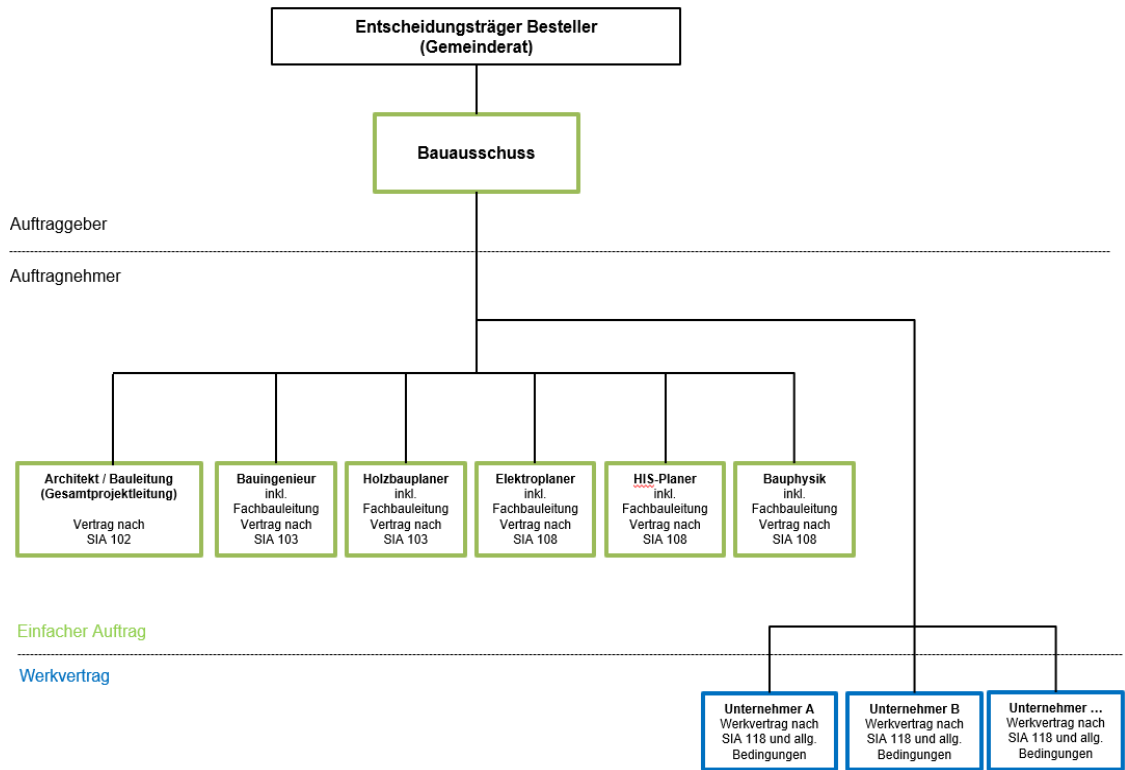 Entscheidungsträger Besteller
(Gemeinderat)
Bauausschuss
Auftraggeber
Auftragnehmer
Architekt / Bauleitung
(Gesamtprojektleitung)
Vertrag nach
SIA 102
Bauingenieur
inkl.
Fachbauleitung
Vertrag nach
SIA 103
Holzbauplaner
inkl.
Fachbauleitung
Vertrag nach
SIA 103
Elektroplaner
inkl.
Fachbauleitung
Vertrag nach
SIA 108
HIS-Planer
inkl.
Fachbauleitung
Vertrag nach
SIA 108
Bauphysik
inkl.
Fachbauleitung
Vertrag nach
SIA 108
Einfacher Auftrag
Werkvertrag
Unternehmer A
Werkvertrag nach
SIA 118 und allg.
Bedingungen
Unternehmer B
Werkvertrag nach
SIA 118 und allg.
Bedingungen
Unternehmer ...
Werkvertrag nach
SIA 118 und allg.
Bedingungen